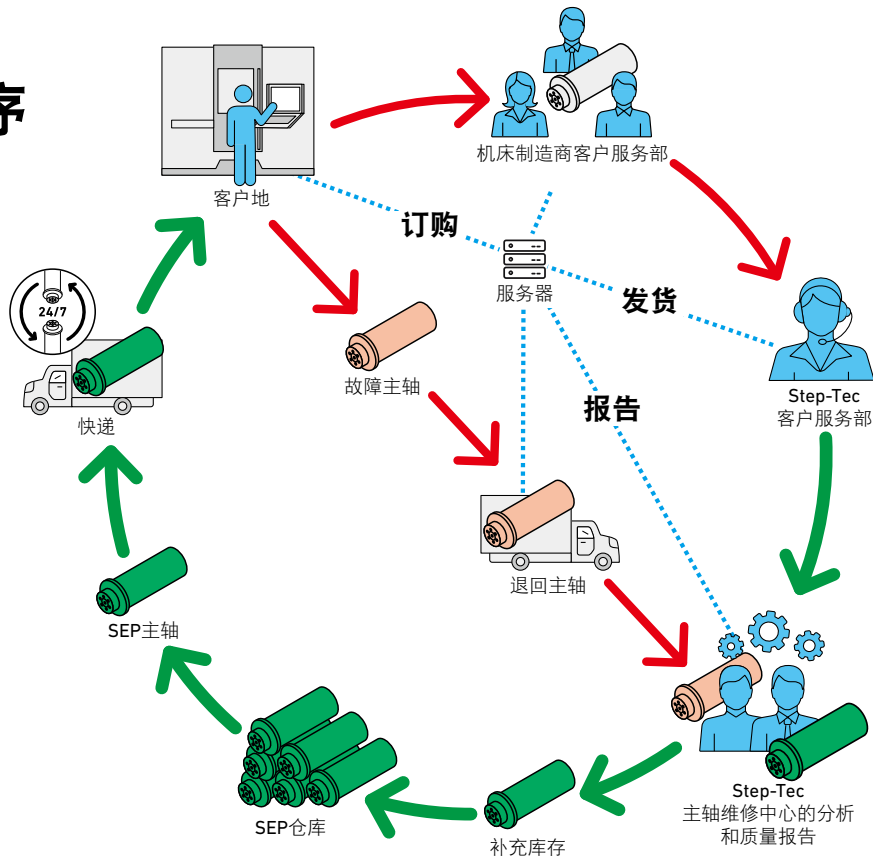 序
客户地
机床制造商客户服务部
订购
服务器
发货
24/7
快递
故障主轴
Step-Tec
客户服务部
报告
退回主轴
SEP主轴
SEP仓库
补充库存
Step-Tec
主轴维修中心的分析
和质量报告